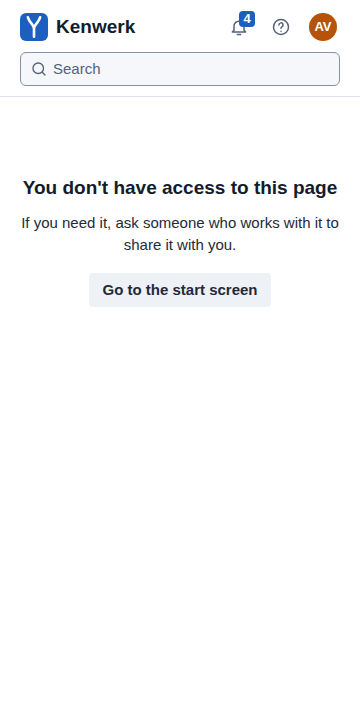 Kenwerk
4
AV
Search
You don't have access to this page
If you need it, ask someone who works with it to
share it with you.
Go to the start screen